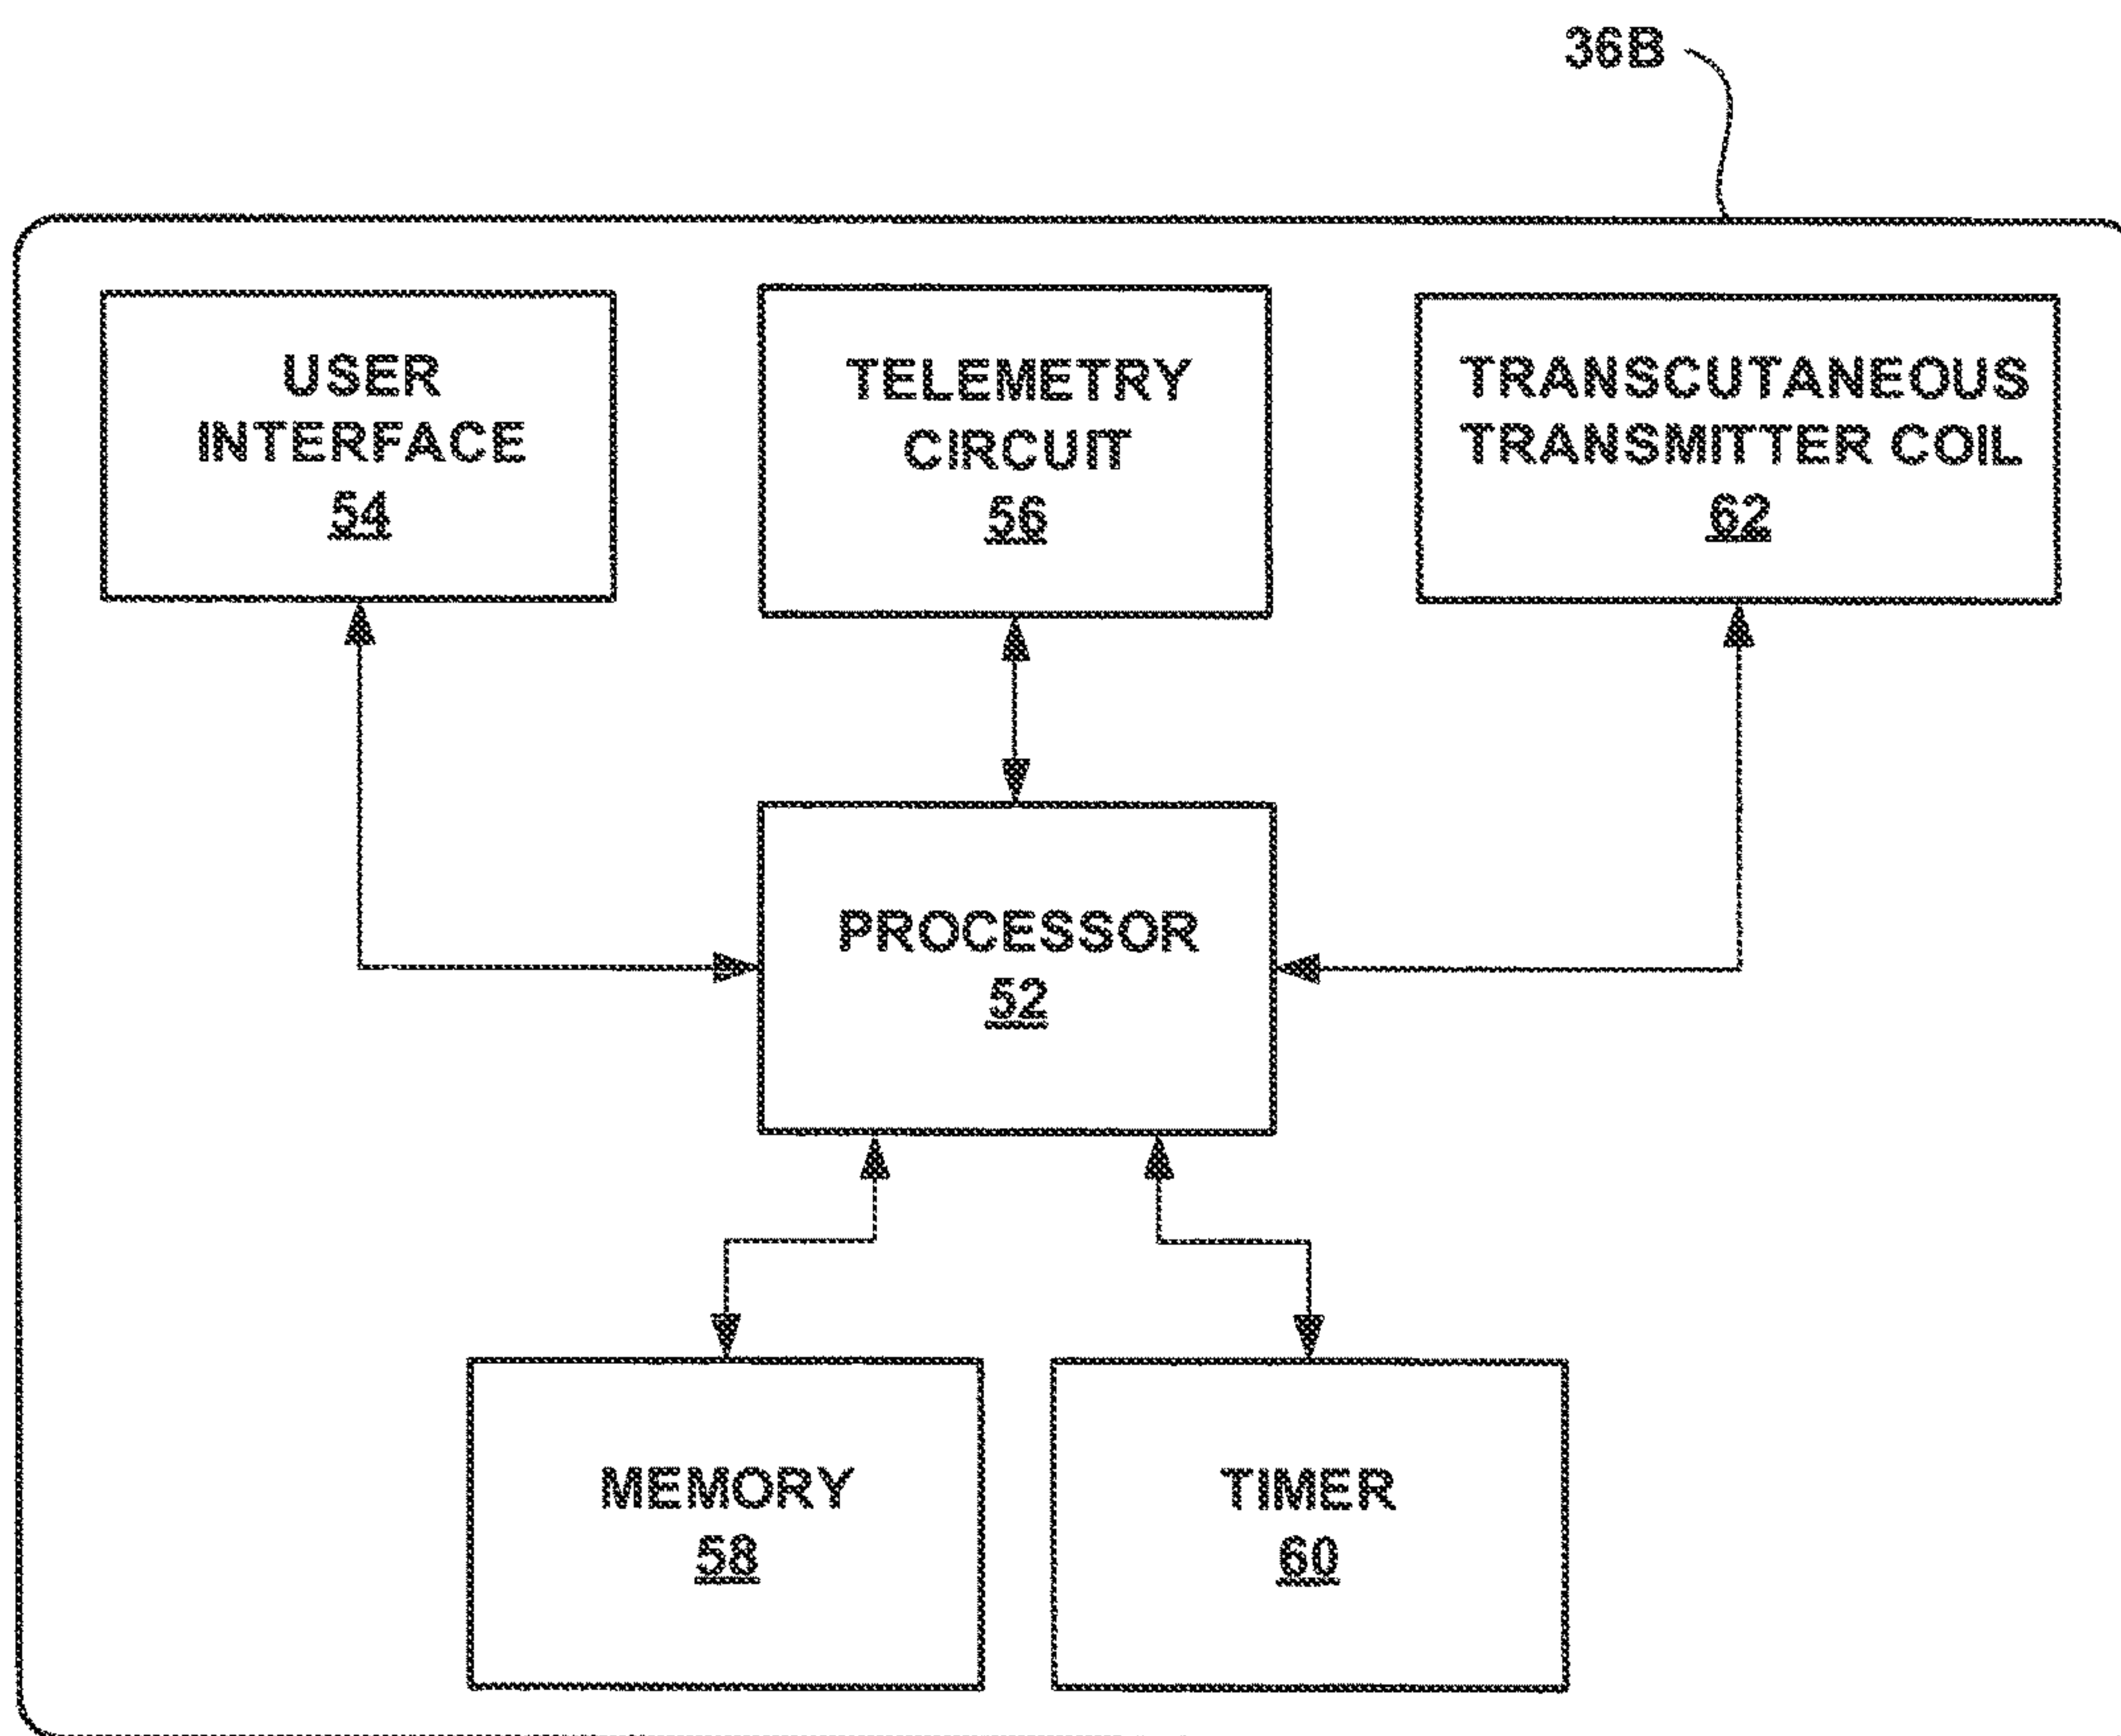 36B
USER
INTERFACE
54
TELEMETRY
CIRCUIT
56
TRANSCUTANEOUS
TRANSMITTER COIL
62
PROCESSOR
52
MEMORY
58
TIMER
60